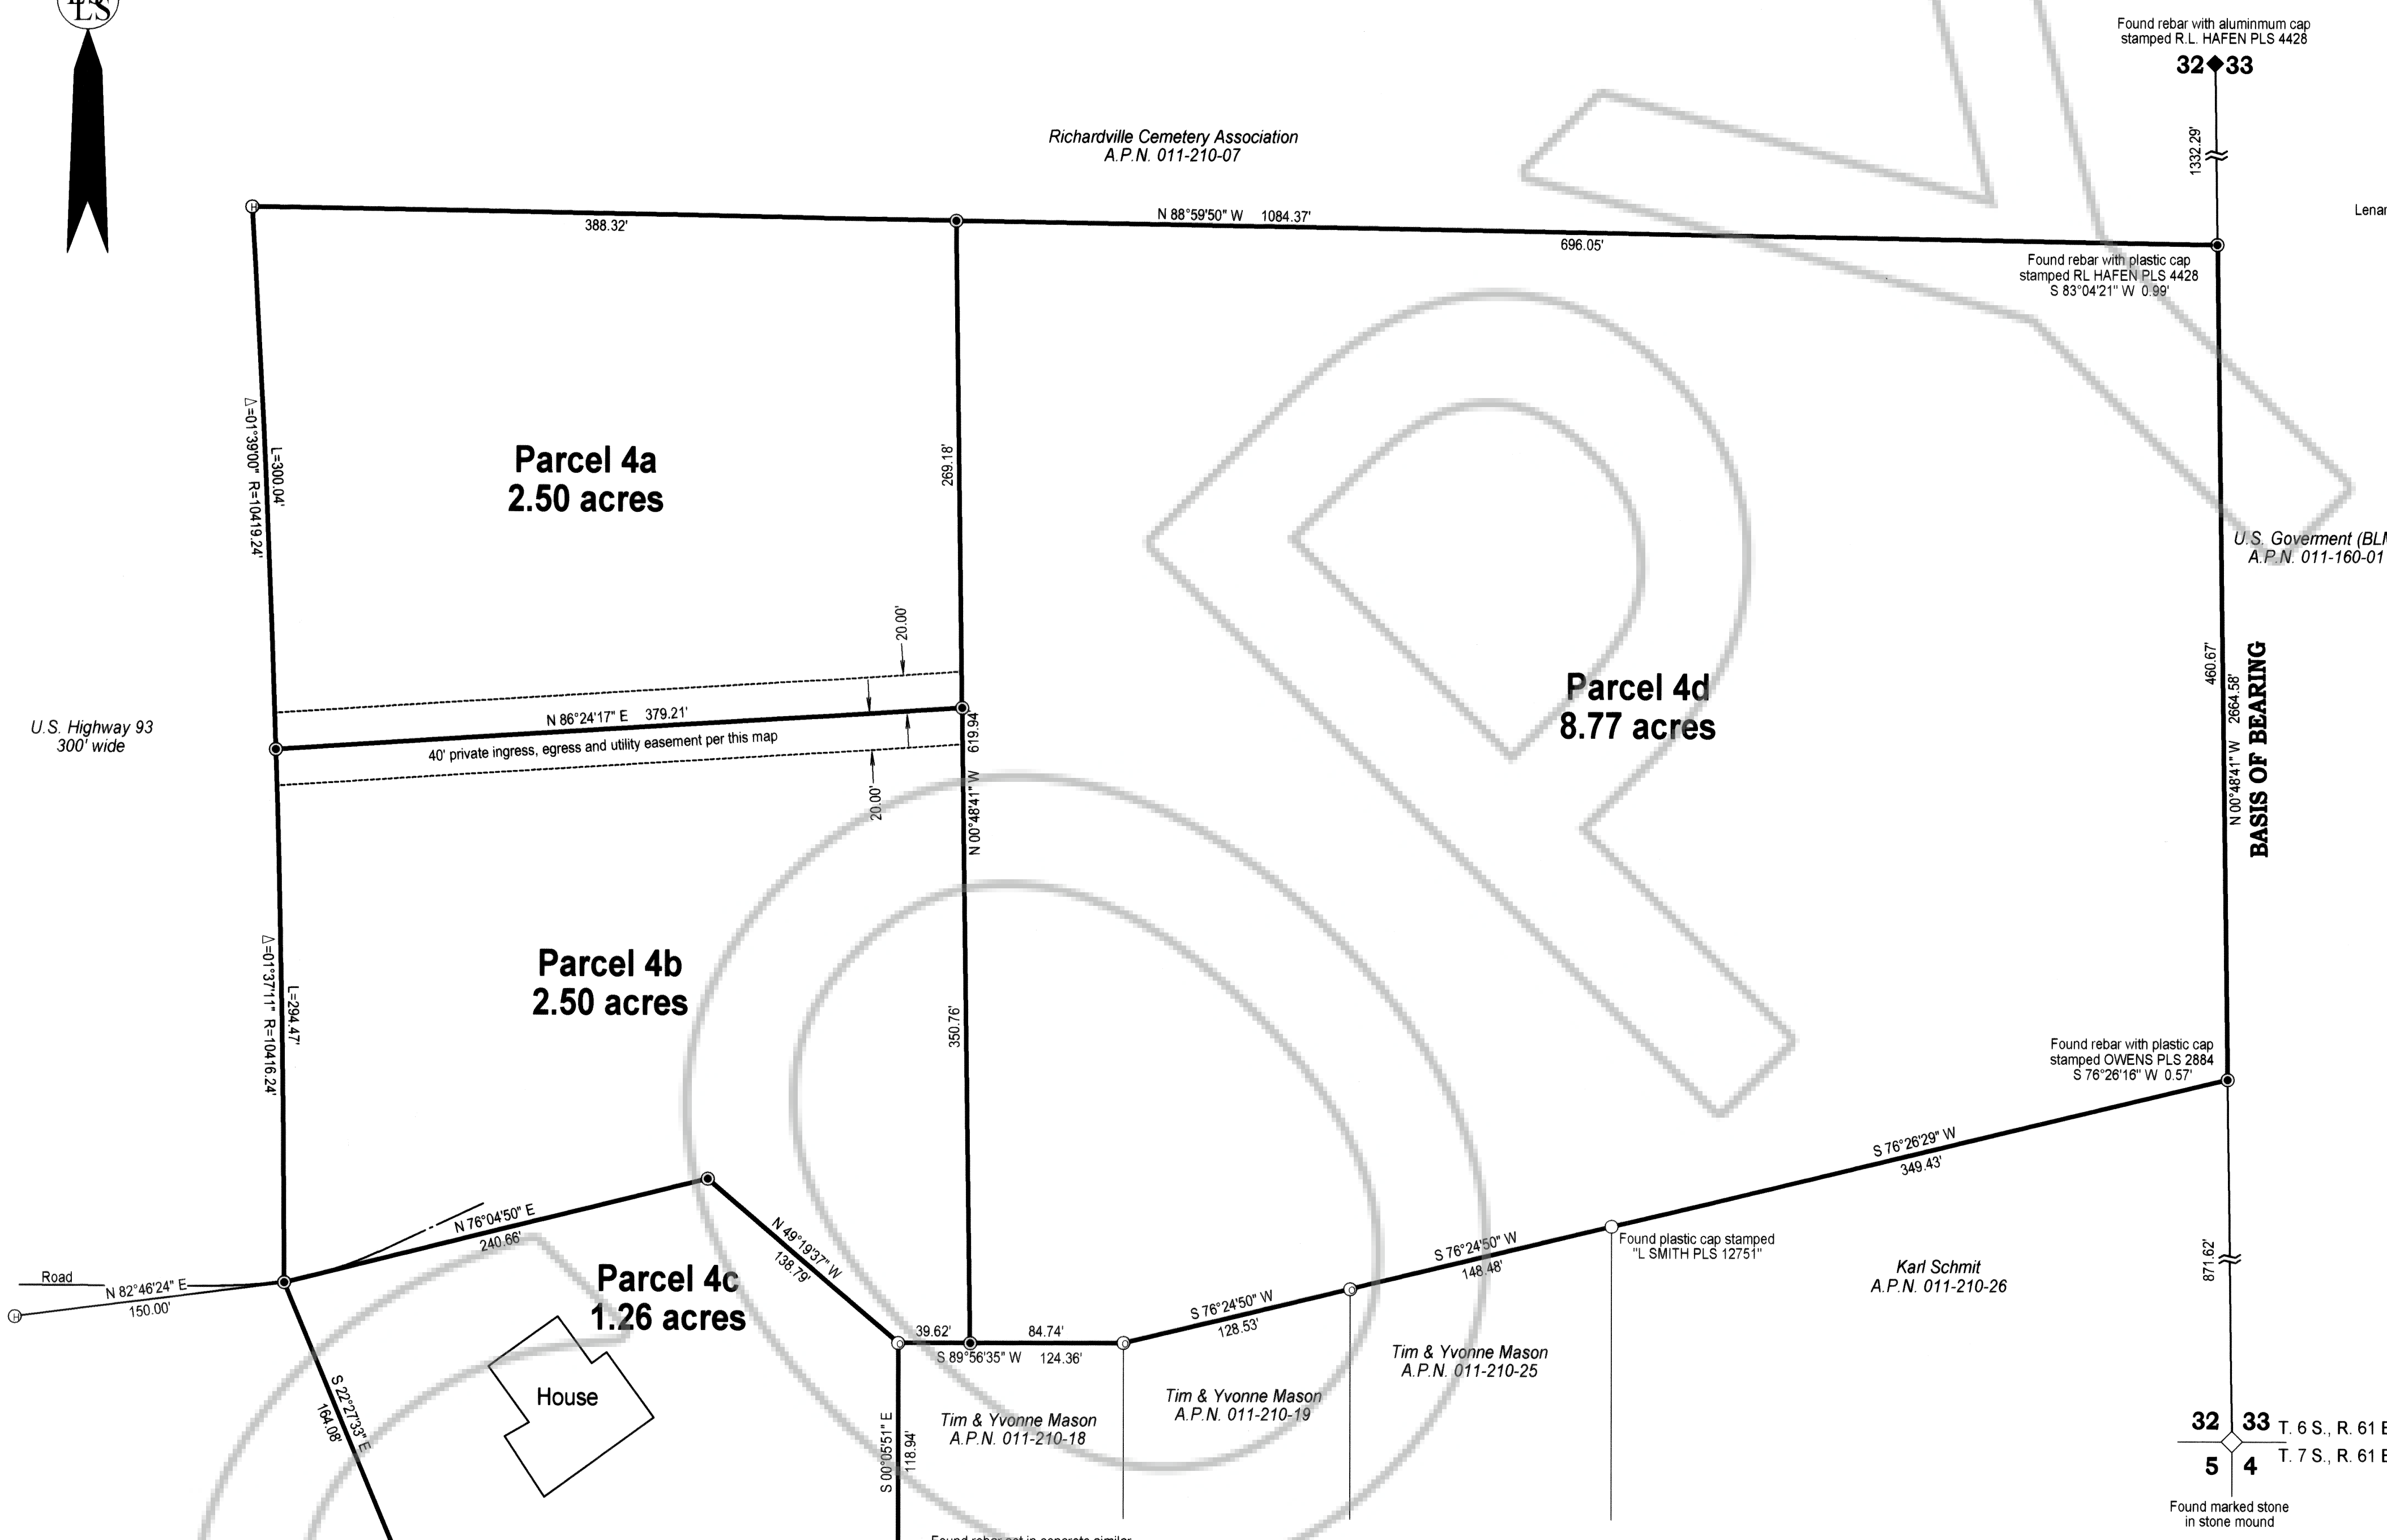 LS
Found rebar with aluminmum cap
stamped R.L. HAFEN PLS 4428
32 33
1332.29'
Richardville Cemetery Association
A.P.N. 011-210-07
N 88°59'50" W 1084.37'
388.32'
696.05'
Found rebar with plastic cap
stamped RL HAFEN PLS 4428
S 83°04'21" W 0.99'
Δ=01°39'00" R=10419.24'
L=300.04'
Parcel 4a
2.50 acres
269.18'
U.S. Goverment
A.P.N. 011-160-01
20.00'
N 86°24'17" E 379.21'
40' private ingress, egress and utility easement per this map
20.00'
U.S. Highway 93
300' wide
N 00°48'41" W 619.94'
Parcel 4d
8.77 acres
460.67'
N 00°48'41" W 2664.58'
BASIS OF BEARING
Δ=01°37'11" R=10416.24'
L=294.47'
Parcel 4b
2.50 acres
350.76'
Found rebar with plastic cap
stamped OWENS PLS 2884
S 76°26'16" W 0.57'
S 76°26'29" W
349.43'
N 76°04'50" E
240.66'
N 49°19'37" W
138.79'
Parcel 4c
1.26 acres
Road
N 82°46'24" E
150.00'
S 76°24'50" W
148.48'
Found plastic cap stamped
"L SMITH PLS 12751"
Karl Schmit
A.P.N. 011-210-26
871.62'
S 76°24'50" W
128.53'
39.62' 84.74'
S 89°56'35" W 124.36'
Tim & Yvonne Mason
A.P.N. 011-210-25
Tim & Yvonne Mason
A.P.N. 011-210-19
Tim & Yvonne Mason
A.P.N. 011-210-18
S 22°27'33" E
164.08'
House
S 00°05'51" E
118.94'
32 33 T. 6 S., R. 61 E
5 4 T. 7 S., R. 61 E
Found marked stone
in stone mound